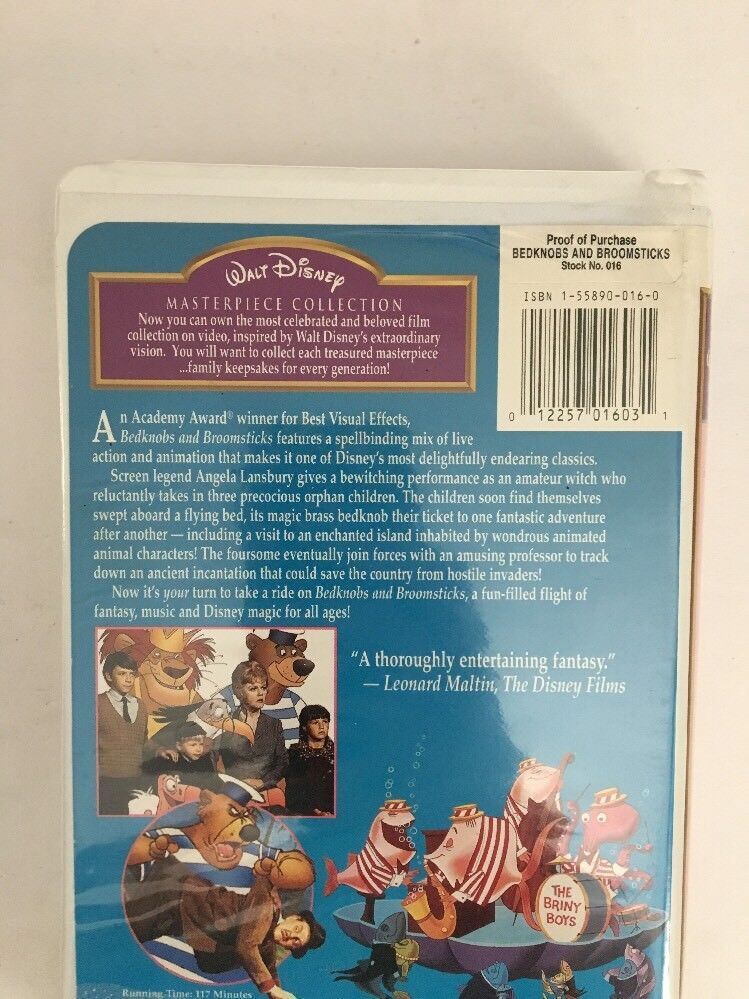 Walt Disney
MASTERPIECE COLLECTION
Now you can own the most celebrated and beloved film
collection on video, inspired by Walt Disney's extraordinary
vision. You will want to collect each treasured masterpiece
...family keepsakes for every generation!
Proof of Purchase
BEDKNOBS AND BROOMSTICKS
Stock No. 016
ISBN 1-55890-016-0
0 12257 01603 1
An Academy Award® winner for Best Visual Effects,
Bedknobs and Broomsticks features a spellbinding mix of live
action and animation that makes it one of Disney's most delightfully endearing classics.
Screen legend Angela Lansbury gives a bewitching performance as an amateur witch who
reluctantly takes in three precocious orphan children. The children soon find themselves
swept aboard a flying bed, its magic brass bedknob their ticket to one fantastic adventure
after another — including a visit to an enchanted island inhabited by wondrous animated
animal characters! The foursome eventually join forces with an amusing professor to track
down an ancient incantation that could save the country from hostile invaders!
Now it's your turn to take a ride on Bedknobs and Broomsticks, a fun-filled flight of
fantasy, music and Disney magic for all ages!
"A thoroughly entertaining fantasy."
— Leonard Maltin, The Disney Films
THE
BRINY
BOYS
Running Time: 117 Minutes